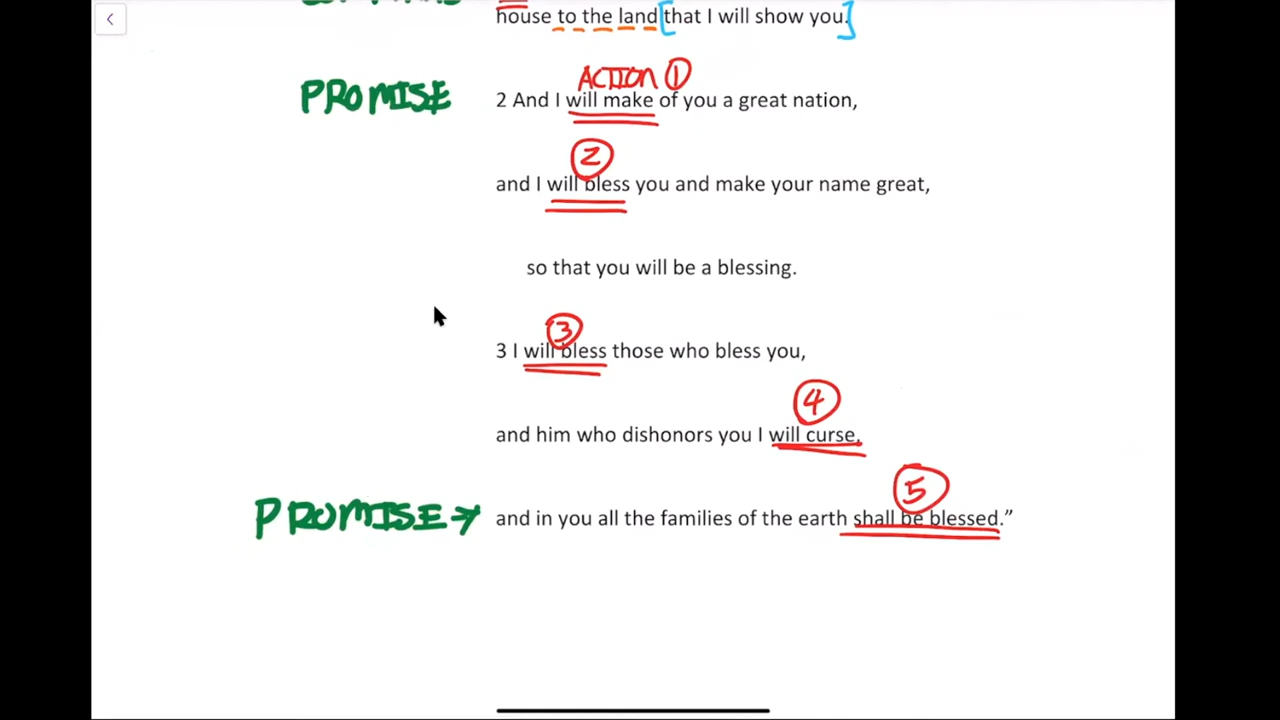 house to the land [that I will show you.]
ACTION 1
PROMISE 2 And I will make of you a great nation,
2
and I will bless you and make your name great,
so that you will be a blessing.
3
3 I will bless those who bless you,
4
and him who dishonors you I will curse,
5
PROMISE → and in you all the families of the earth shall be blessed.”